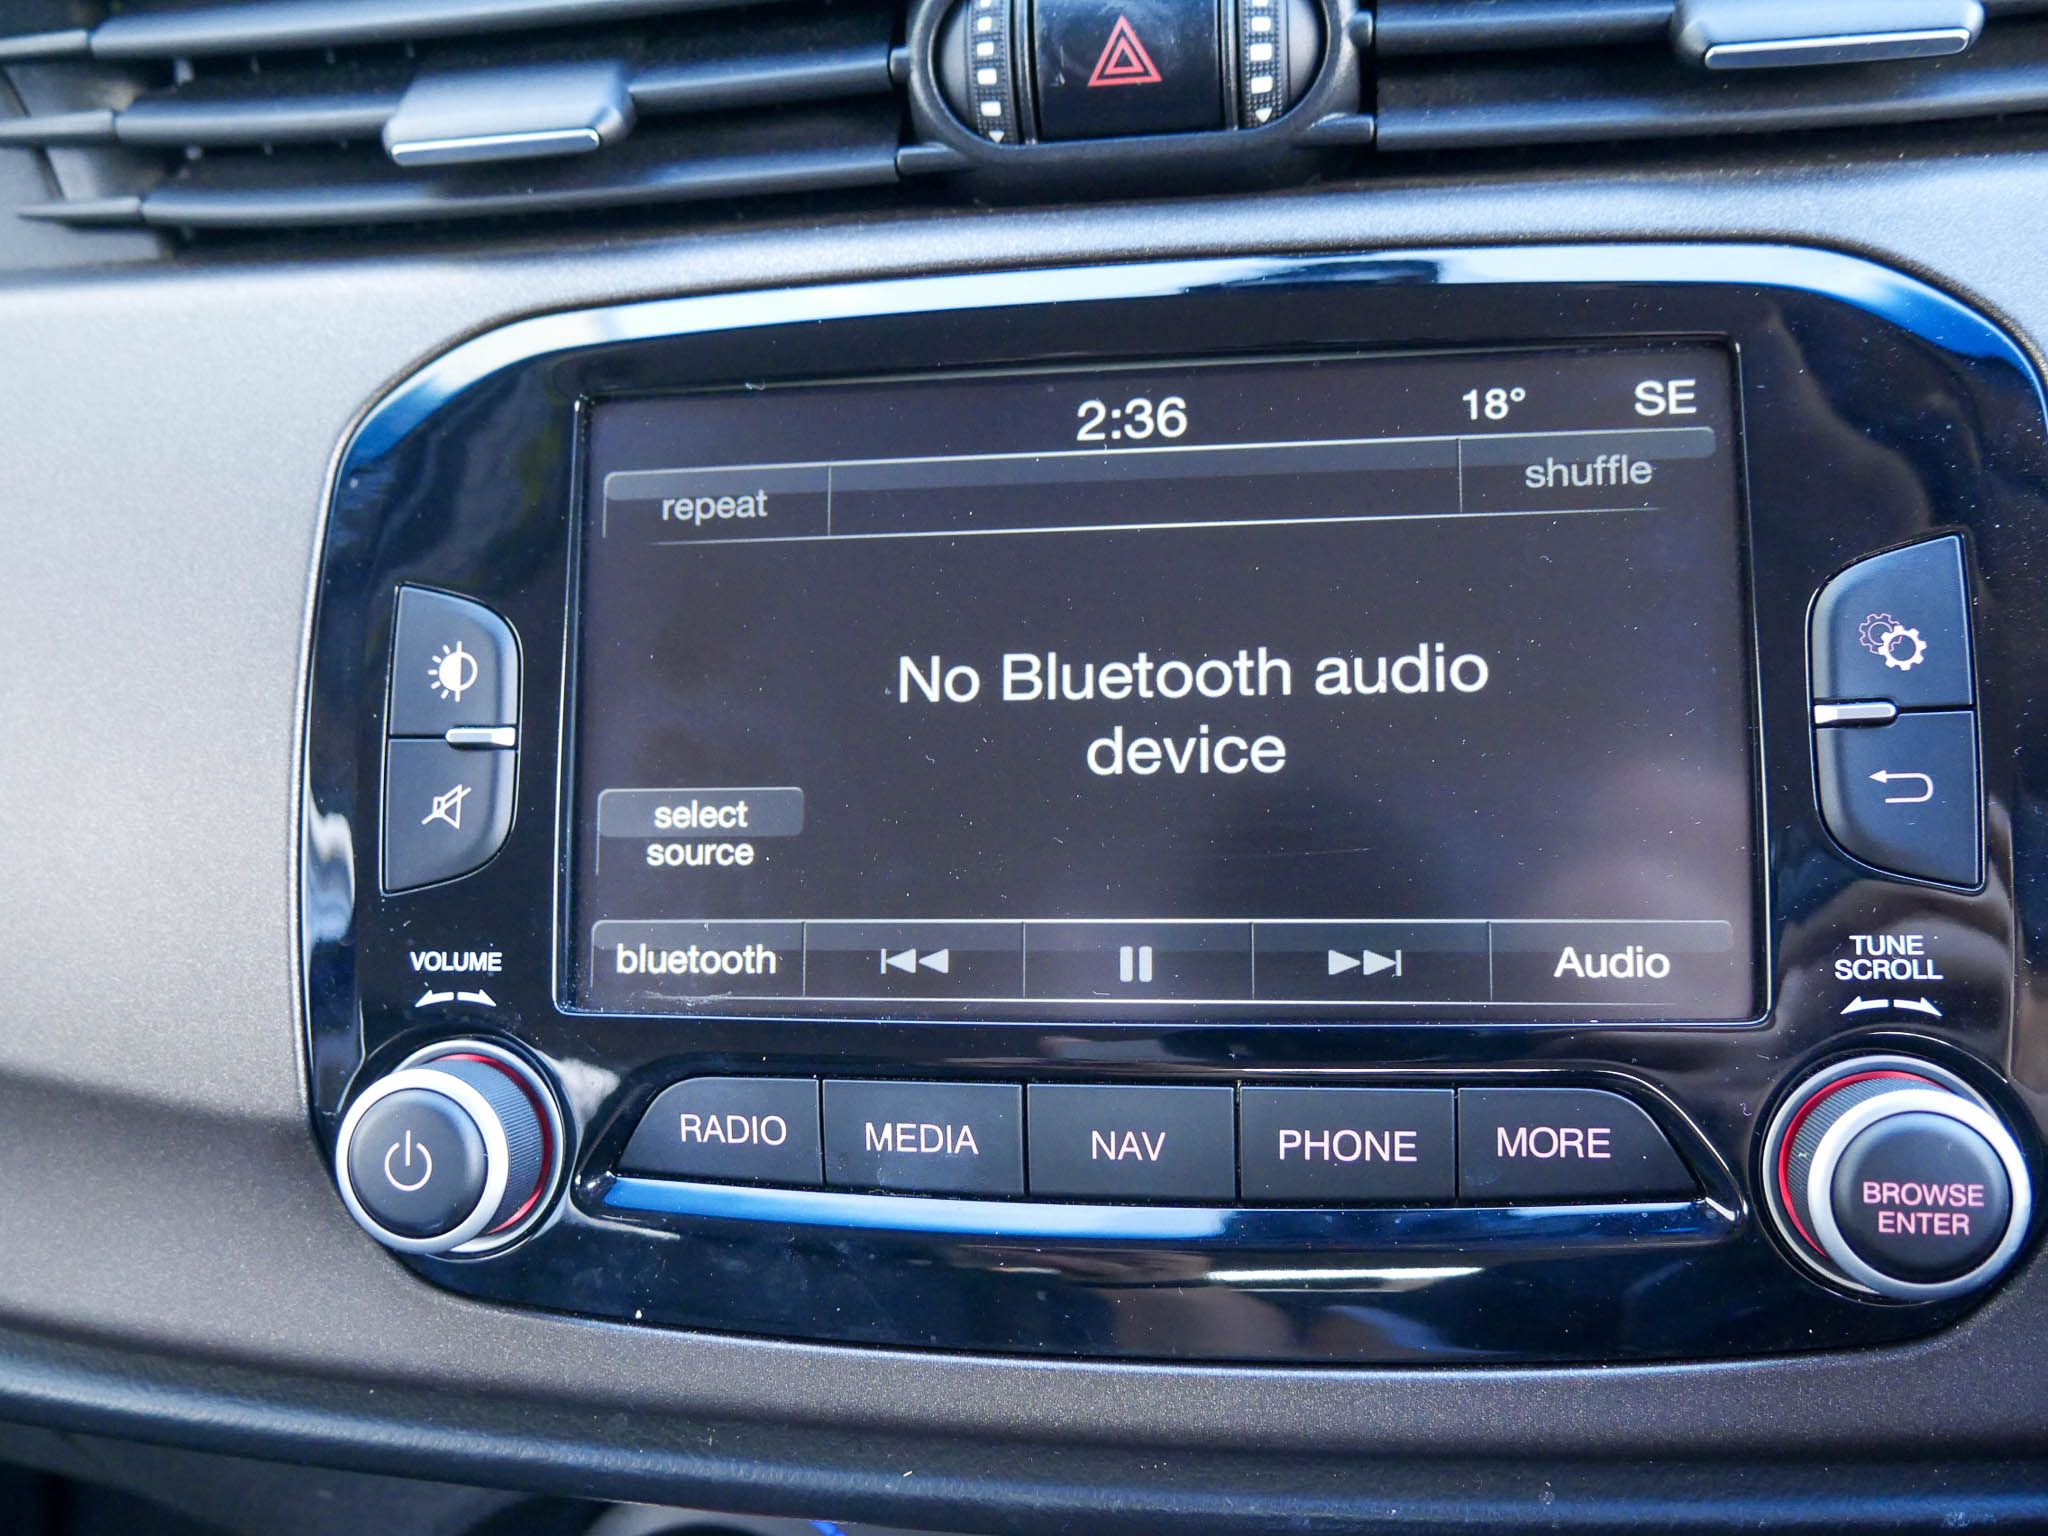 2:36 18° SE
repeat shuffle
No Bluetooth audio
device
select
source
bluetooth Audio
VOLUME
TUNE
SCROLL
RADIO MEDIA NAV PHONE MORE
BROWSE
ENTER